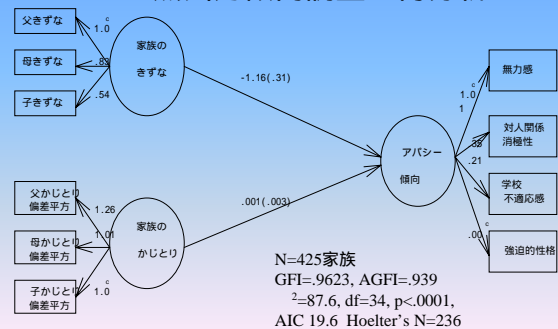 父きずな
母きずな
子きずな
1.0
c
.83
.54
家族の
きずな
-1.16(.31)
父かじとり
偏差平方
母かじとり
偏差平方
子かじとり
偏差平方
1.26
1.01
1.0
c
家族の
かじとり
.001(.003)
アパシー
傾向
c
1.0
1
.21
.00
c
無力感
対人関係
消極性
学校
不適応感
強迫的性格
N=425家族
GFI=.9623, AGFI=.939
2=87.6, df=34, p<.0001,
AIC 19.6 Hoelter's N=236